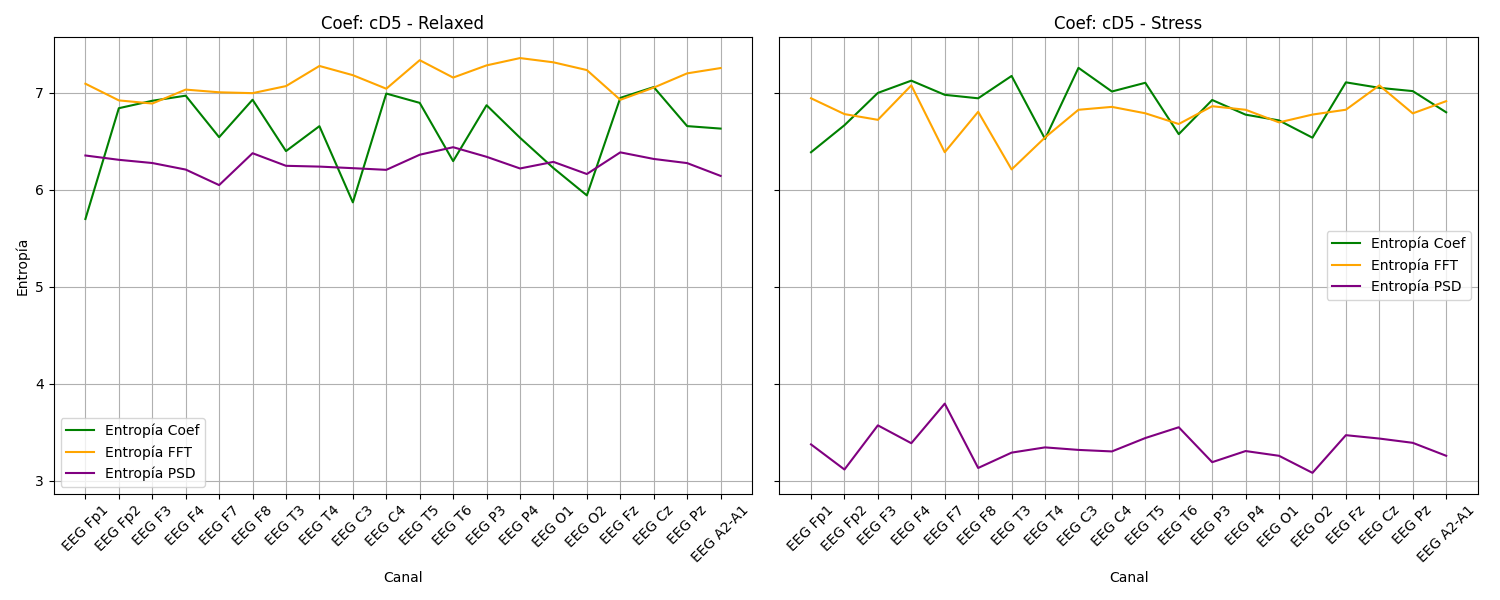 Coef: cD5 - Relaxed
Entropía
7
6
5
4
3
Entropía Coef
Entropía FFT
Entropía PSD
EEG Fp1
EEG Fp2
EEG F3
EEG F4
EEG F7
EEG F8
EEG T3
EEG T4
EEG C3
EEG C4
EEG T5
EEG T6
EEG P3
EEG P4
EEG O1
EEG O2
EEG Fz
EEG Cz
EEG Pz
EEG A2-A1
Canal
Coef: cD5 - Stress
Entropía Coef
Entropía FFT
Entropía PSD
EEG Fp1
EEG Fp2
EEG F3
EEG F4
EEG F7
EEG F8
EEG T3
EEG T4
EEG C3
EEG C4
EEG T5
EEG T6
EEG P3
EEG P4
EEG O1
EEG O2
EEG Fz
EEG Cz
EEG Pz
EEG A2-A1
Canal